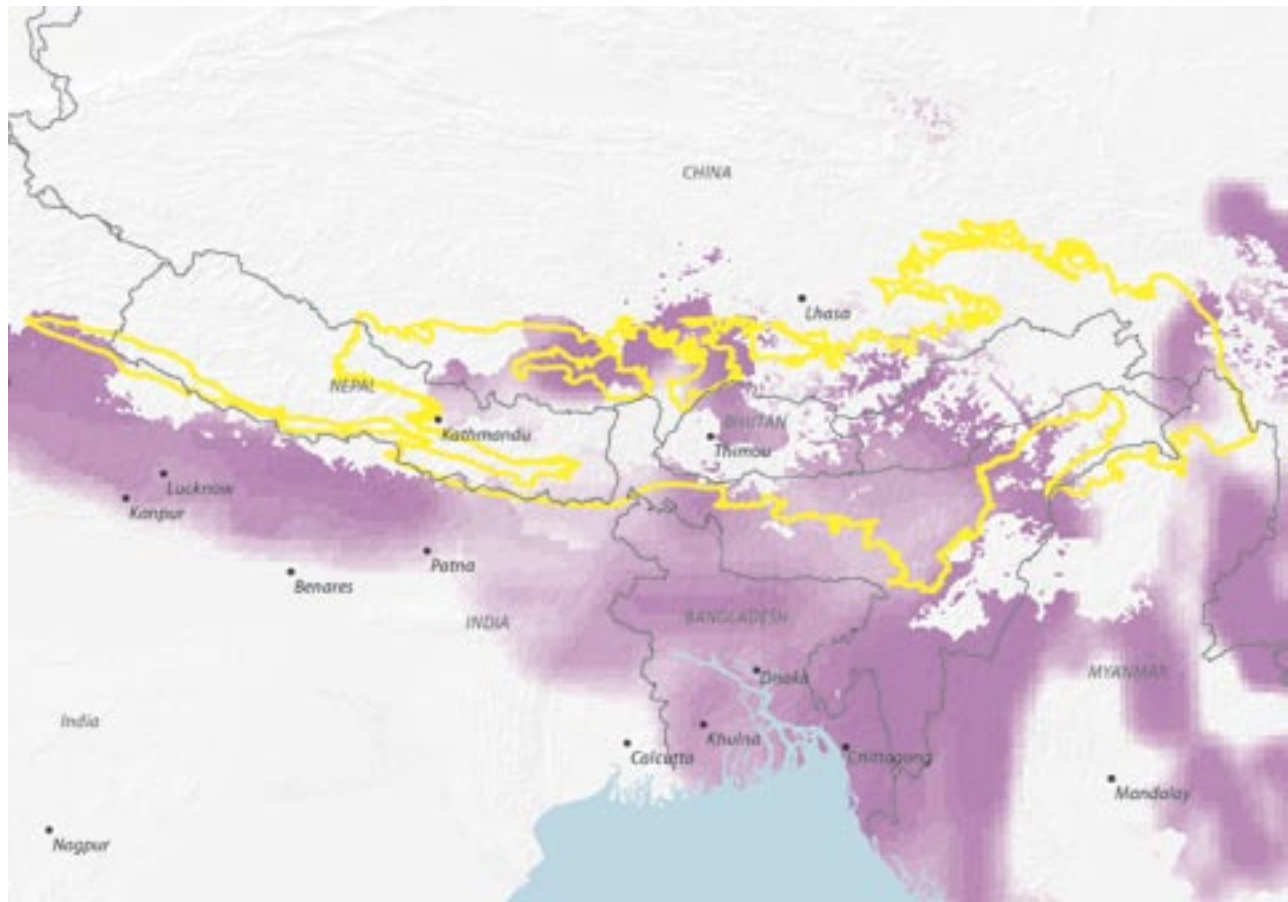 CHINA
Lhasa
NEPAL
Kathmandu
BHUTAN
Thimbu
Lucknow
Kanpur
Patna
Benares
INDIA
BANGLADESH
Dhaka
MYANMAR
India
Khulna
Calcutta
Chittagong
Mandalay
Nagpur